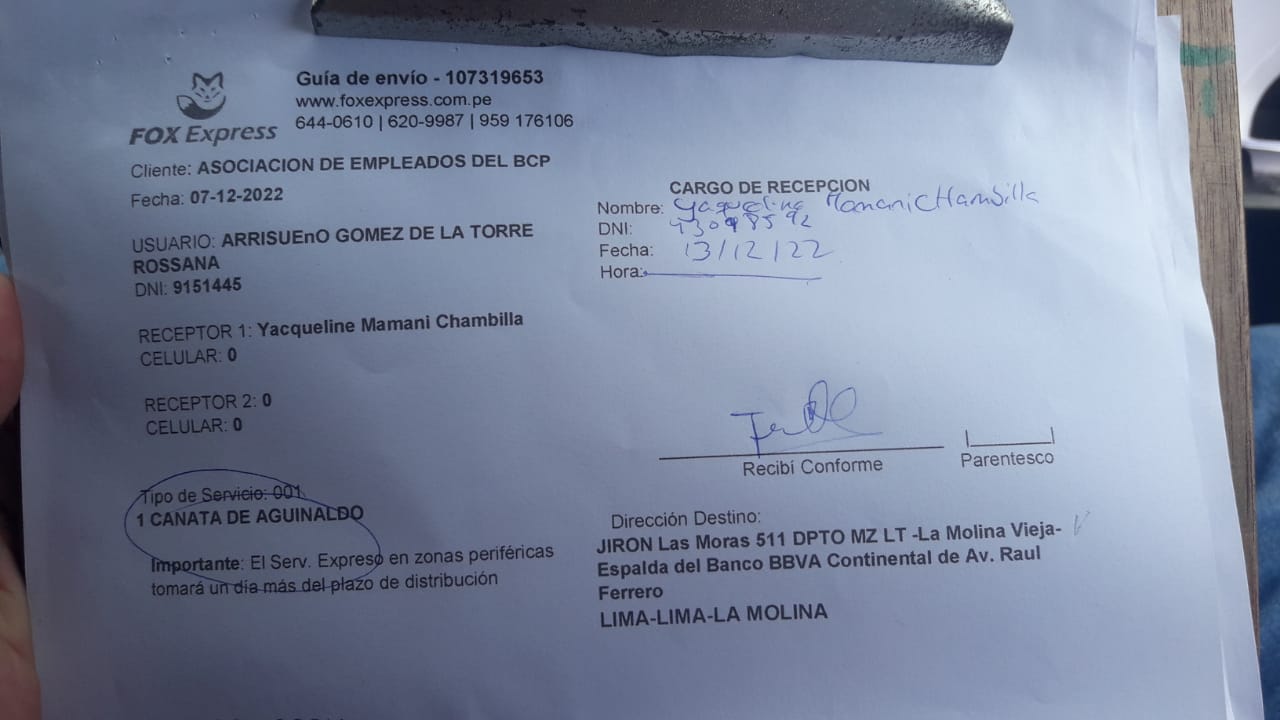 Guía de envío - 107319653
www.foxexpress.com.pe
644-0610 | 620-9987 | 959 176106
FOX Express
Cliente: ASOCIACION DE EMPLEADOS DEL BCP
Fecha: 07-12-2022
USUARIO: ARRISUEnO GOMEZ DE LA TORRE
ROSSANA
DNI: 9151445
RECEPTOR 1: Yacqueline Mamani Chambilla
CELULAR: 0
RECEPTOR 2: 0
CELULAR: 0
Tipo de Servicio: 001
1 CANATA DE AGUINALDO
Importante: El Serv. Expreso en zonas periféricas
tomará un día más del plazo de distribución
CARGO DE RECEPCION
Nombre: Yaqueline Mamani CHambilla
DNI:
Fecha: 13/12/22
Hora:
Recibí Conforme
Parentesco
Dirección Destino:
JIRON Las Moras 511 DPTO MZ LT -La Molina Vieja-
Espalda del Banco BBVA Continental de Av. Raul
Ferrero
LIMA-LIMA-LA MOLINA